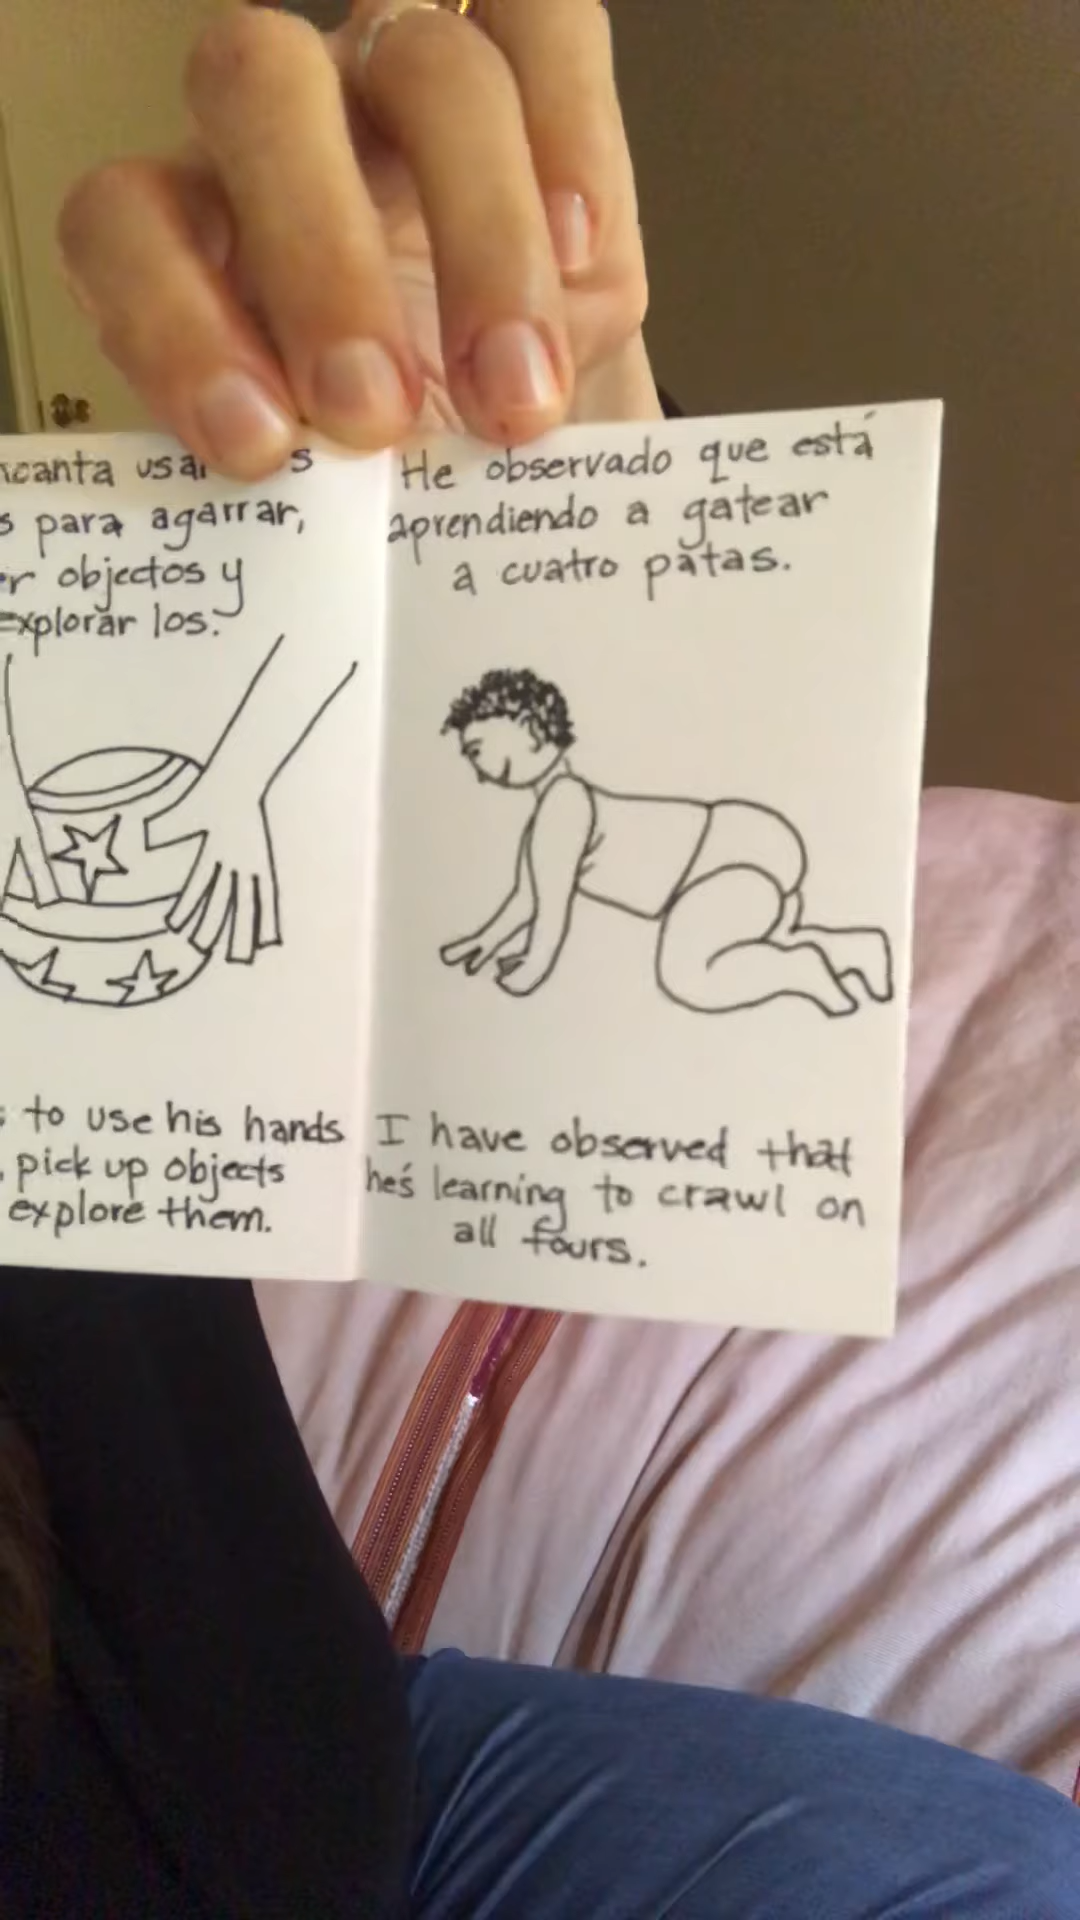 ncanta usar s
s para agarrar,
er objectos y
explorar los.
s to use his hands
pick up objects
explore them.
He observado que está
aprendiendo a gatear
a cuatro patas.
I have observed that
he's learning to crawl on
all fours.